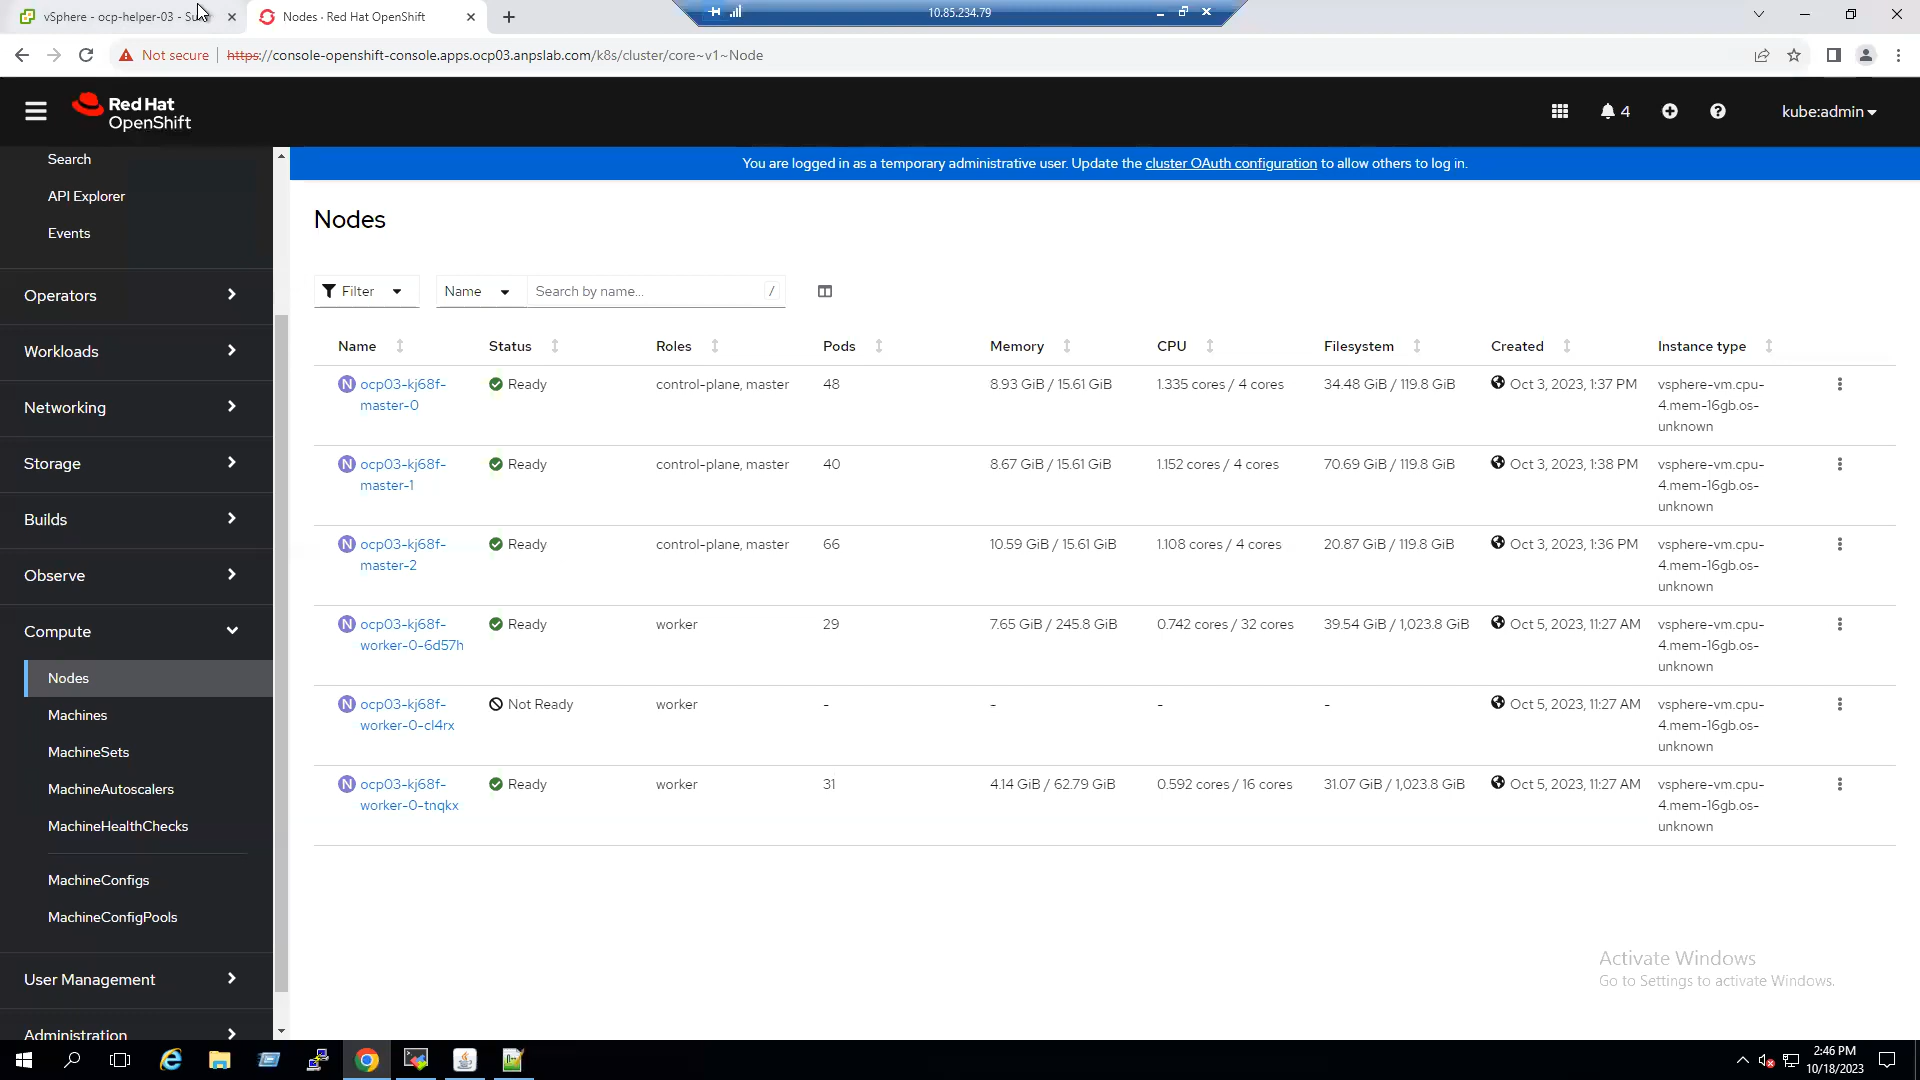 vSphere - ocp-helper-03 - Su
Nodes · Red Hat OpenShift
10.85.234.79
Not secure
https://console-openshift-console.apps.ocp03.anpslab.com/k8s/cluster/core~v1~Node
Red Hat
OpenShift
4
kube:admin
You are logged in as a temporary administrative user. Update the cluster OAuth configuration to allow others to log in.
Search
API Explorer
Events
Operators
Workloads
Networking
Storage
Builds
Observe
Compute
Nodes
Machines
MachineSets
MachineAutoscalers
MachineHealthChecks
MachineConfigs
MachineConfigPools
User Management
Administration
Nodes
Filter
Name
Search by name...
/
Name Status Roles Pods Memory CPU Filesystem Created Instance type
N ocp03-kj68f- Ready control-plane, master 48 8.93 GiB / 15.61 GiB 1.335 cores / 4 cores 34.48 GiB / 119.8 GiB Oct 3, 2023, 1:37 PM vsphere-vm.cpu-
master-0 4.mem-16gb.os-
unknown
N ocp03-kj68f- Ready control-plane, master 40 8.67 GiB / 15.61 GiB 1.152 cores / 4 cores 70.69 GiB / 119.8 GiB Oct 3, 2023, 1:38 PM vsphere-vm.cpu-
master-1 4.mem-16gb.os-
unknown
N ocp03-kj68f- Ready control-plane, master 66 10.59 GiB / 15.61 GiB 1.108 cores / 4 cores 20.87 GiB / 119.8 GiB Oct 3, 2023, 1:36 PM vsphere-vm.cpu-
master-2 4.mem-16gb.os-
unknown
N ocp03-kj68f- Ready worker 29 7.65 GiB / 245.8 GiB 0.742 cores / 32 cores 39.54 GiB / 1,023.8 GiB Oct 5, 2023, 11:27 AM vsphere-vm.cpu-
worker-0-6d57h 4.mem-16gb.os-
unknown
N ocp03-kj68f- Not Ready worker - - - - Oct 5, 2023, 11:27 AM vsphere-vm.cpu-
worker-0-cl4rx 4.mem-16gb.os-
unknown
N ocp03-kj68f- Ready worker 31 4.14 GiB / 62.79 GiB 0.592 cores / 16 cores 31.07 GiB / 1,023.8 GiB Oct 5, 2023, 11:27 AM vsphere-vm.cpu-
worker-0-tnqkx 4.mem-16gb.os-
unknown
Activate Windows
Go to Settings to activate Windows.
2:46 PM
10/18/2023